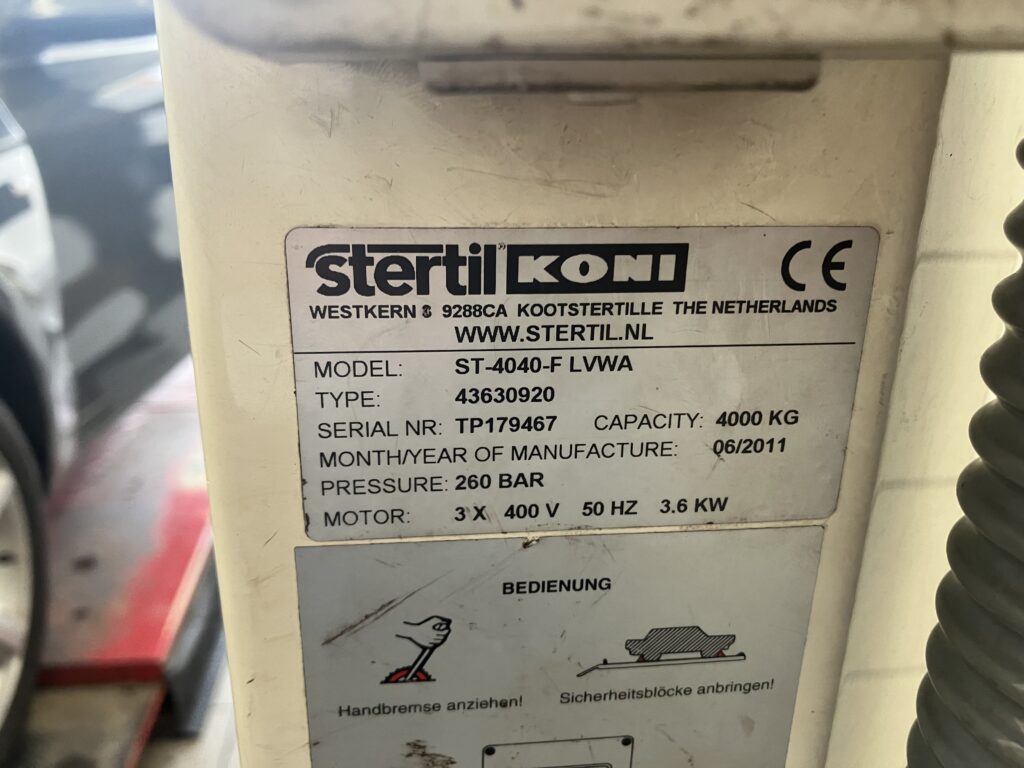 stertil KONI CE
WESTKERN 3 9288CA KOOTSTERTILLE THE NETHERLANDS
WWW.STERTIL.NL
MODEL: ST-4040-F LVWA
TYPE: 43630920
SERIAL NR: TP179467 CAPACITY: 4000 KG
MONTH/YEAR OF MANUFACTURE: 06/2011
PRESSURE: 260 BAR
MOTOR: 3 X 400 V 50 HZ 3.6 KW
BEDIENUNG
Handbremse anziehen! Sicherheitsblöcke anbringen!